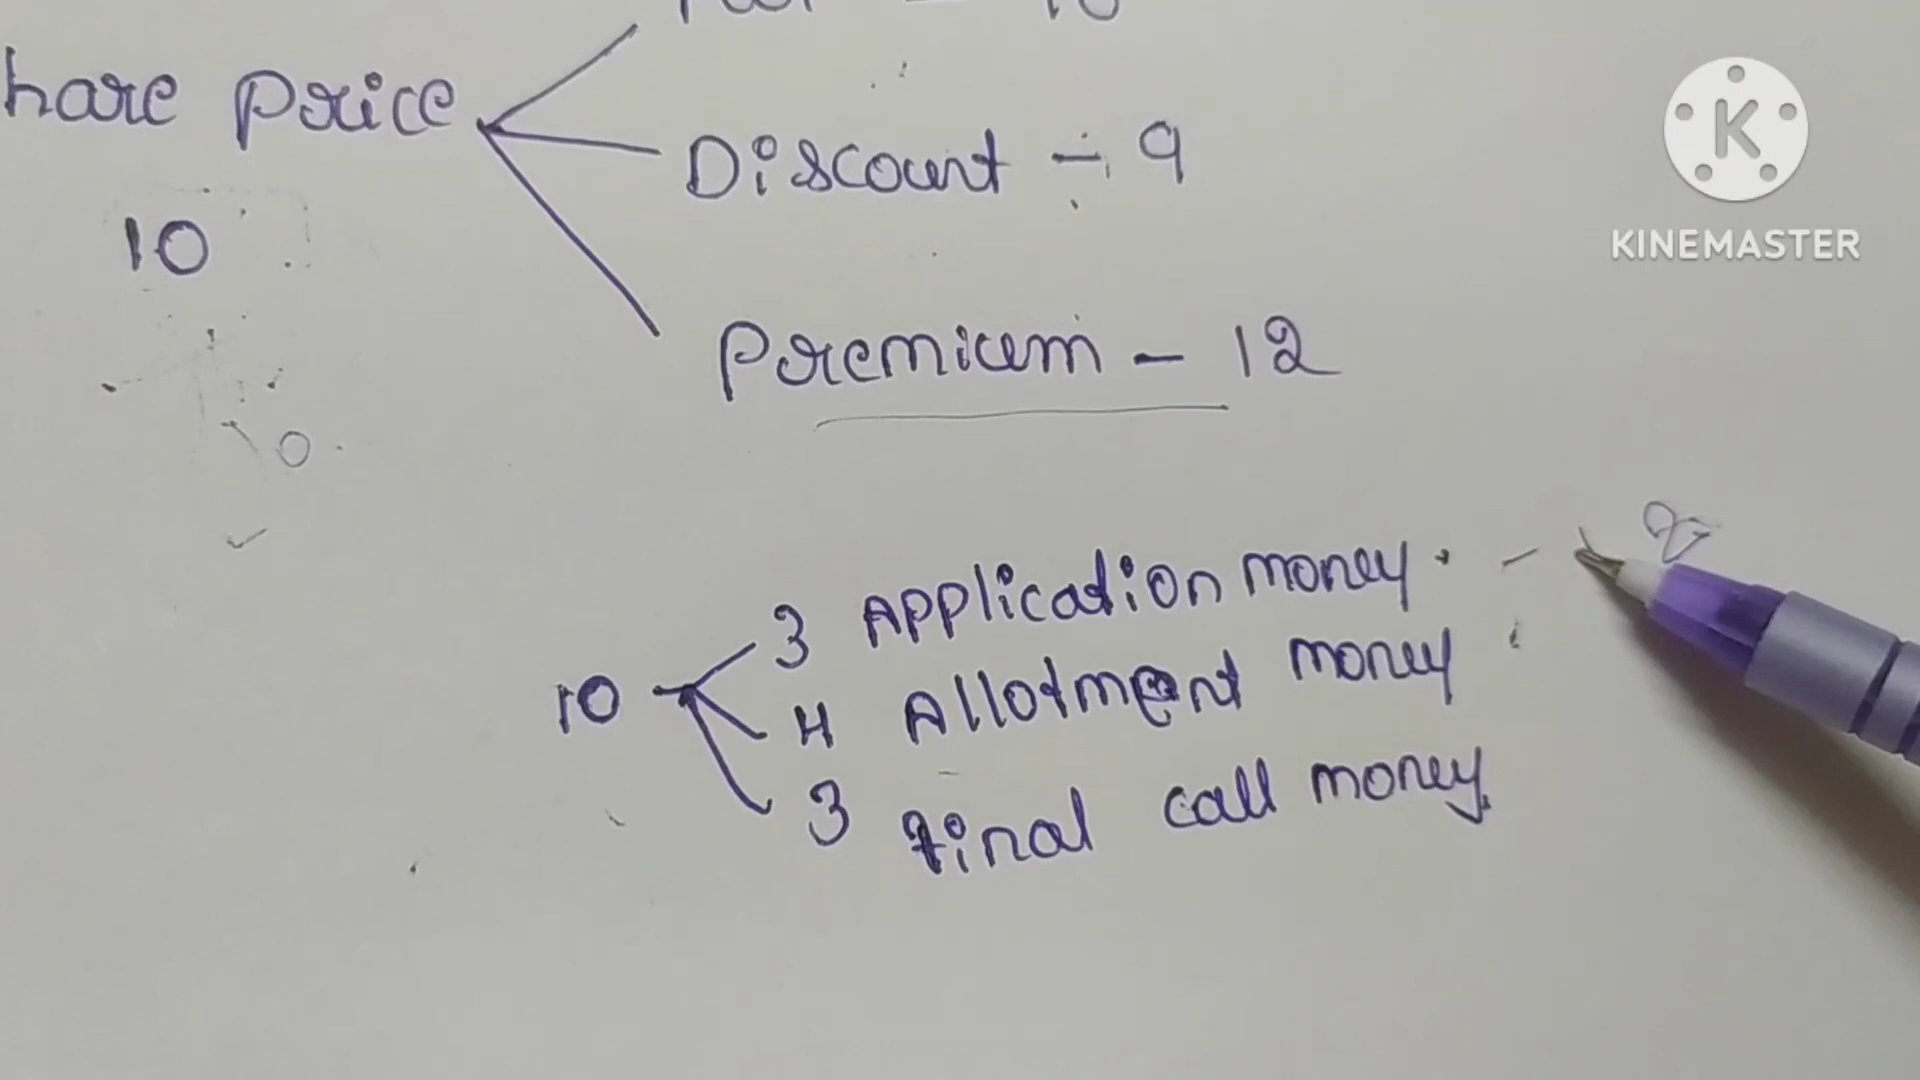 hare price
10
Discount - 9
Premium - 12
10
3 Application money. -
4 Allotment money
3 final call money.
K
KINEMASTER